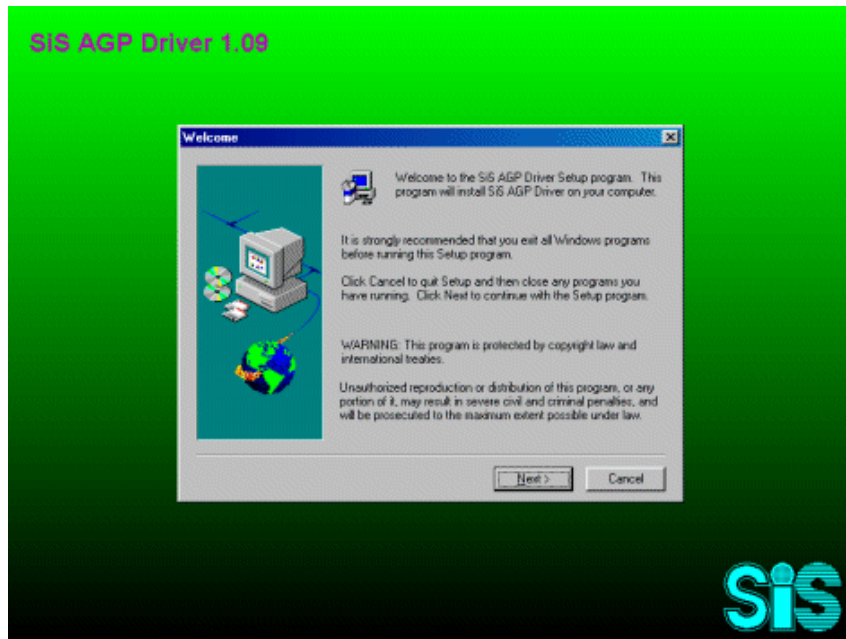 SiS AGP Driver 1.09
Welcome
Welcome to the SiS AGP Driver Setup program. This
program will install SiS AGP Driver on your computer.
It is strongly recommended that you exit all Windows programs
before running this Setup program.
Click Cancel to quit Setup and then close any programs you
have running. Click Next to continue with the Setup program.
WARNING: This program is protected by copyright law and
international treaties.
Unauthorized reproduction or distribution of this program, or any
portion of it, may result in severe civil and criminal penalties, and
will be prosecuted to the maximum extent possible under law.
Next >
Cancel
SiS